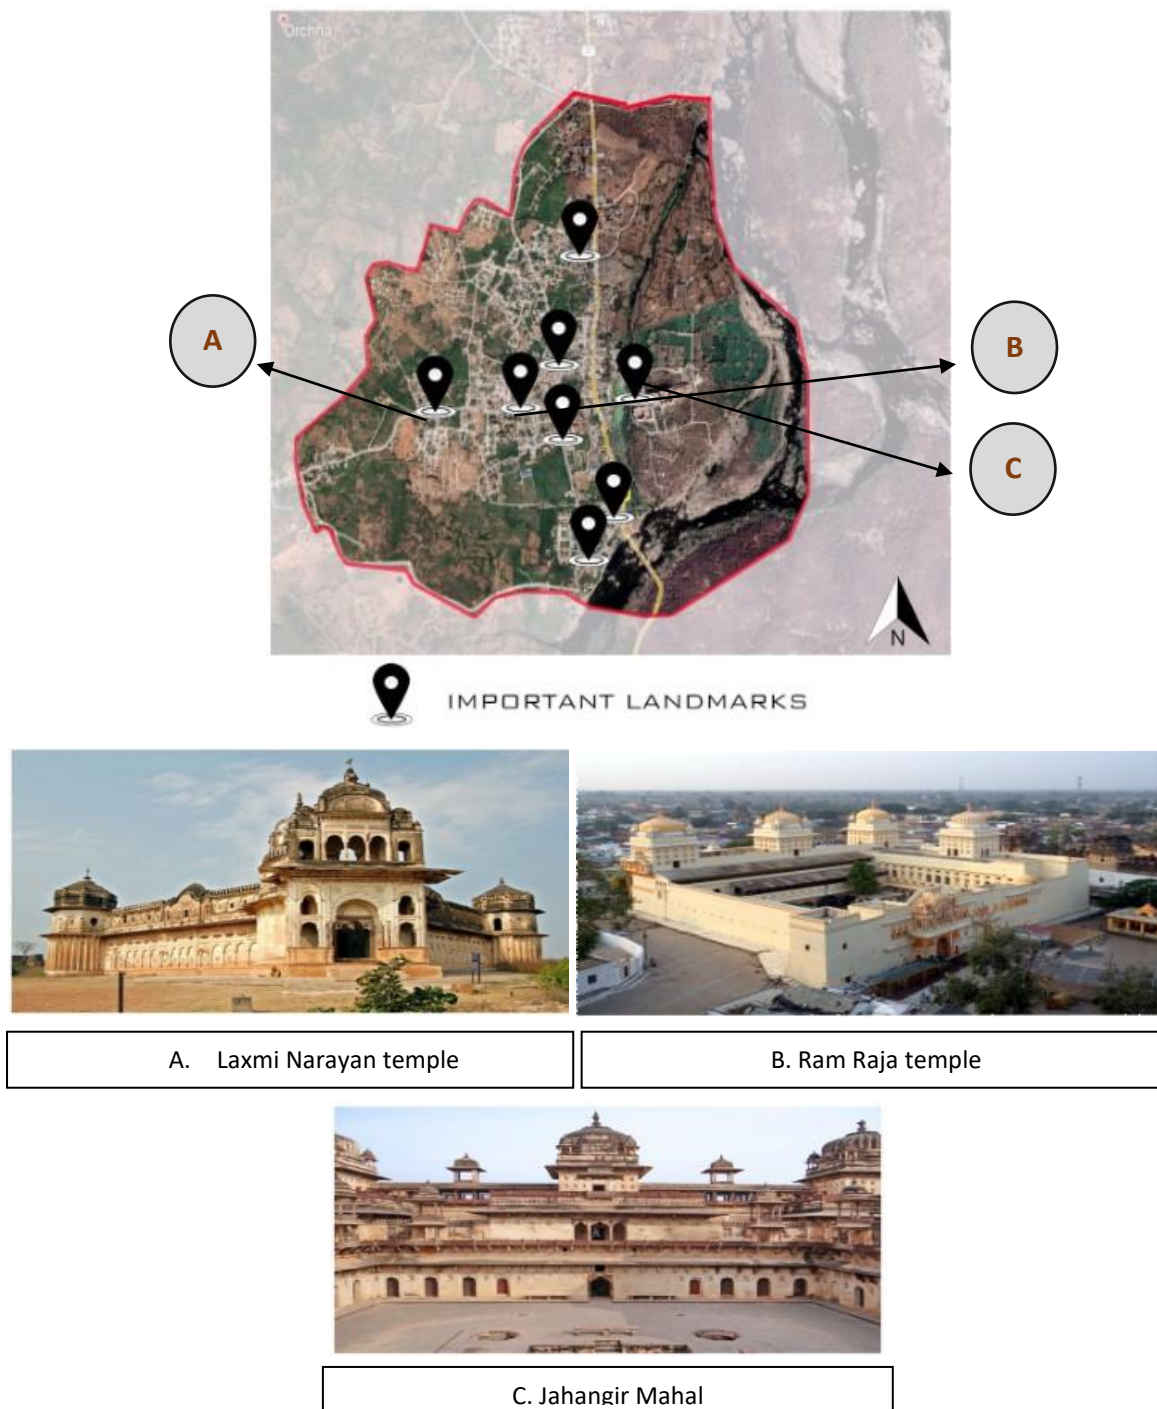 Orchha
A
B
C
N
IMPORTANT LANDMARKS
A. Laxmi Narayan temple
B. Ram Raja temple
C. Jahangir Mahal